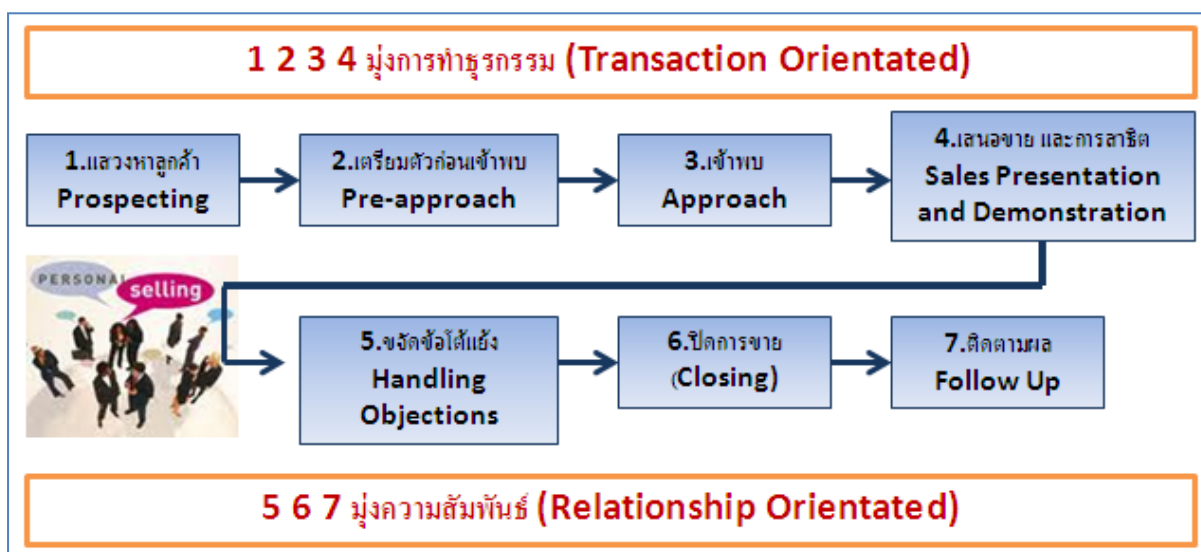 1 2 3 4 มุ่งการทำธุรกรรม (Transaction Orientated)
1.แสวงหาลูกค้า
Prospecting
2.เตรียมตัวก่อนเข้าพบ
Pre-approach
3.เข้าพบ
Approach
4.เสนอขาย และการสาธิต
Sales Presentation
and Demonstration
PERSONAL
selling
5.ขจัดข้อโต้แย้ง
Handling
Objections
6.ปิดการขาย
(Closing)
7.ติดตามผล
Follow Up
5 6 7 มุ่งความสัมพันธ์ (Relationship Orientated)